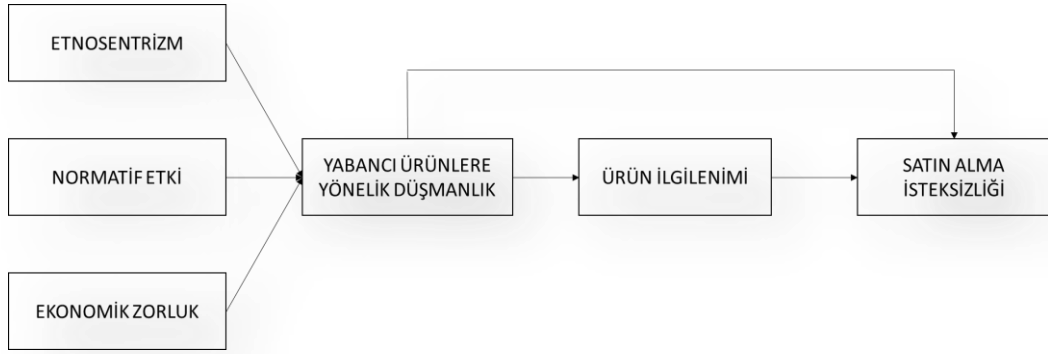 ETNOSENTRİZM
NORMATİF ETKİ
EKONOMİK ZORLUK
YABANCI ÜRÜNLERE
YÖNELİK DÜŞMANLIK
ÜRÜN İLGİLENİMİ
SATIN ALMA
İSTEKSİZLİĞİ